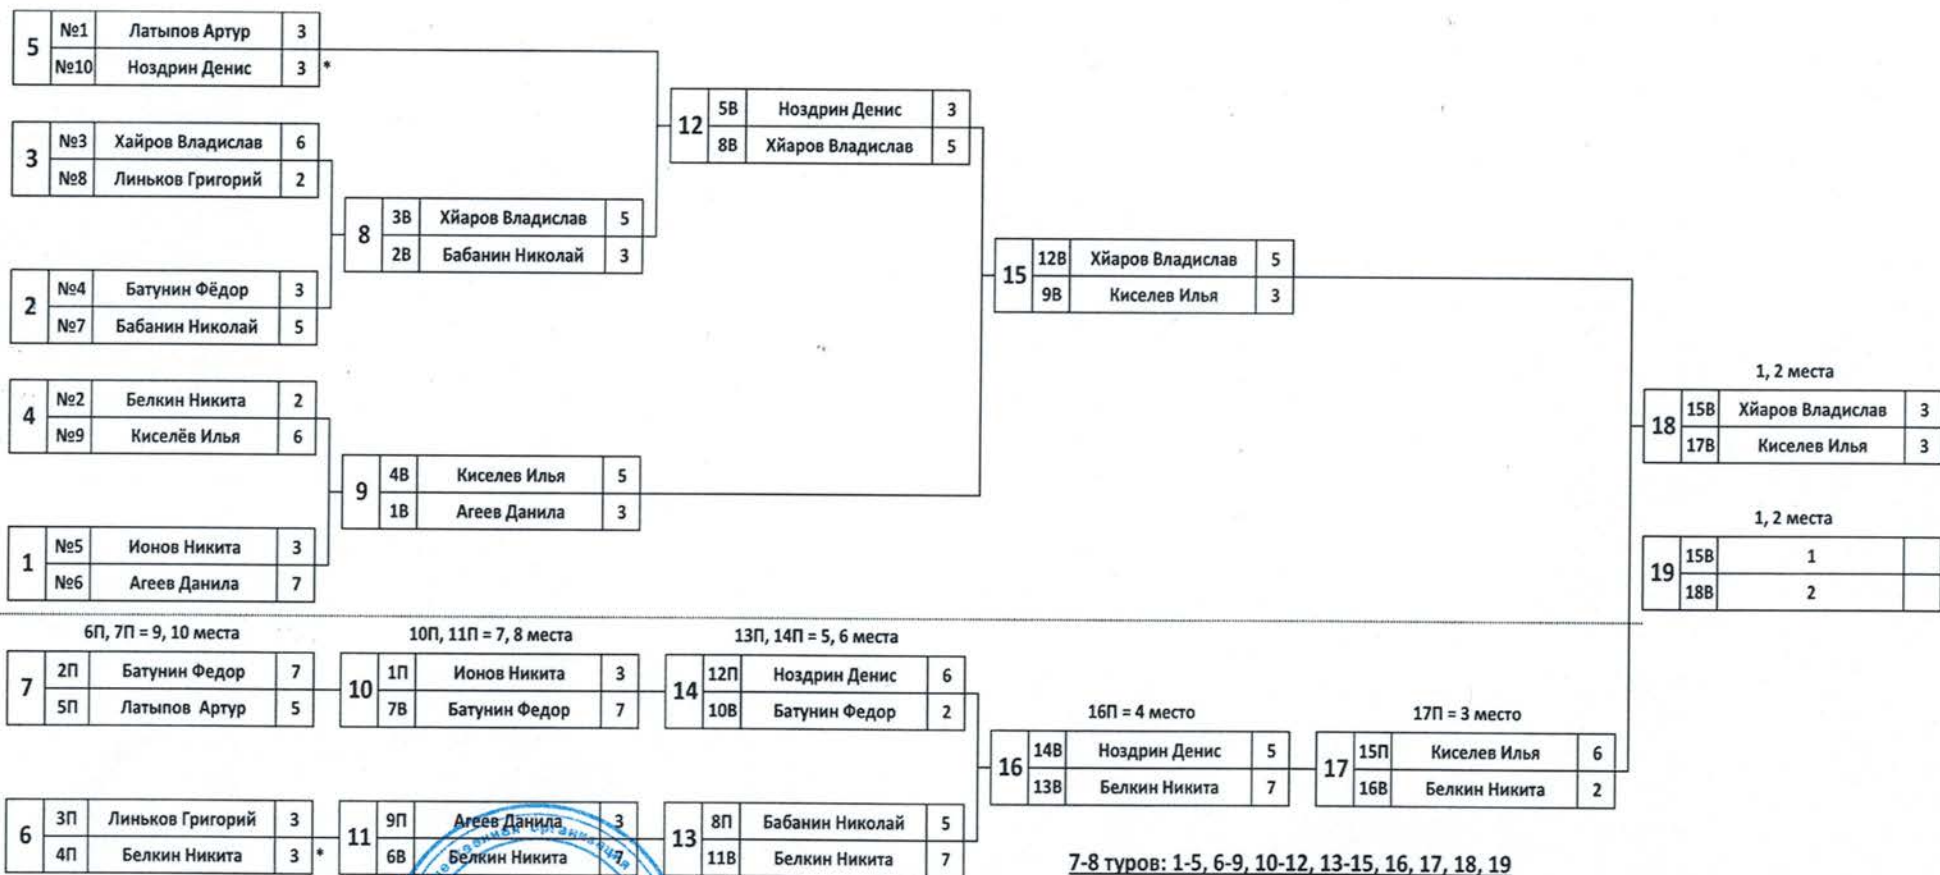 5
№1 Латыпов Артур 3
№10 Ноздрин Денис 3 *
3
№3 Хайров Владислав 6
№8 Линьков Григорий 2
2
№4 Батунин Фёдор 3
№7 Бабанин Николай 5
4
№2 Белкин Никита 2
№9 Киселёв Илья 6
1
№5 Ионов Никита 3
№6 Агеев Данила 7
8
3В Хйаров Владислав 5
2В Бабанин Николай 3
9
4В Киселев Илья 5
1В Агеев Данила 3
12
5В Ноздрин Денис 3
8В Хйаров Владислав 5
15
12В Хйаров Владислав 5
9В Киселев Илья 3
1, 2 места
18
15В Хйаров Владислав 3
17В Киселев Илья 3
1, 2 места
19
15В 1
18В 2
6П, 7П = 9, 10 места
7
2П Батунин Федор 7
5П Латыпов Артур 5
6
3П Линьков Григорий 3
4П Белкин Никита 3 *
10П, 11П = 7, 8 места
10
1П Ионов Никита 3
7В Батунин Федор 7
11
9П Агеев Данила 3
6В Белкин Никита 7
13П, 14П = 5, 6 места
14
12П Ноздрин Денис 6
10В Батунин Федор 2
13
8П Бабанин Николай 5
11В Белкин Никита 7
16П = 4 место
16
14В Ноздрин Денис 5
13В Белкин Никита 7
17П = 3 место
17
15П Киселев Илья 6
16В Белкин Никита 2
7-8 туров: 1-5, 6-9, 10-12, 13-15, 16, 17, 18, 19
организация